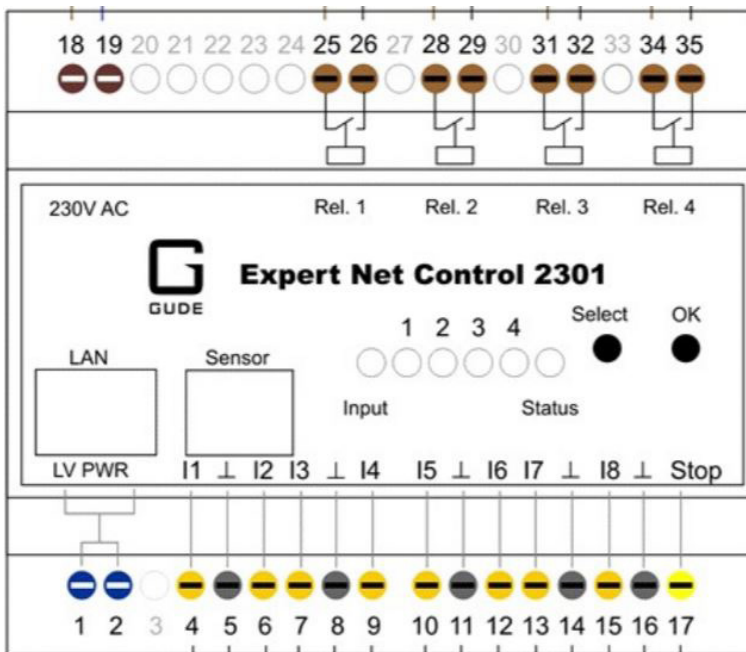 18 19 20 21 22 23 24 25 26 27 28 29 30 31 32 33 34 35
230V AC Rel. 1 Rel. 2 Rel. 3 Rel. 4
GUDE
Expert Net Control 2301
Select OK
1 2 3 4
LAN Sensor
Input Status
LV PWR I1 ⊥ I2 I3 ⊥ I4 I5 ⊥ I6 I7 ⊥ I8 ⊥ Stop
1 2 3 4 5 6 7 8 9 10 11 12 13 14 15 16 17